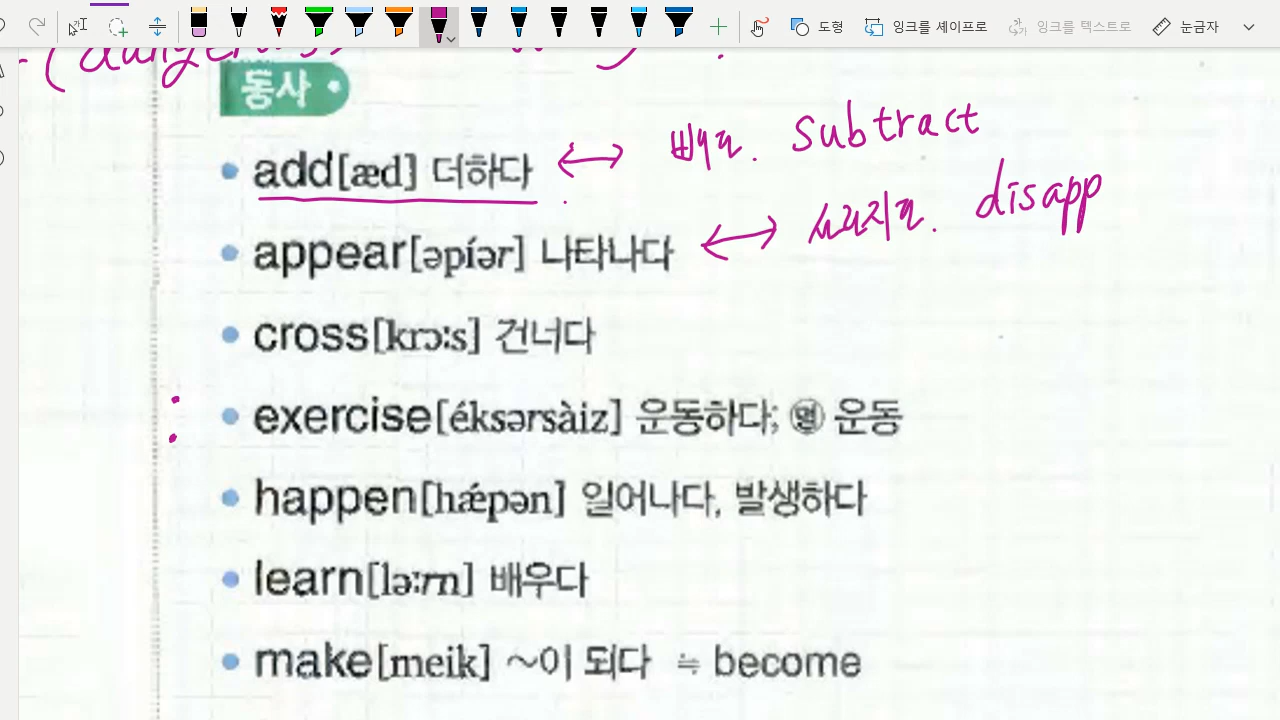 도형 잉크를 셰이프로 잉크를 텍스트로 눈금자
동사
add[æd] 더하다 ↔ 빼다. subtract
appear[əpíər] 나타나다 ↔ 사라지다. disapp
cross[krɔːs] 건너다
exercise[éksərsàiz] 운동하다; 명 운동
happen[hǽpən] 일어나다, 발생하다
learn[ləːrn] 배우다
make[meik] ~이 되다 ≒ become